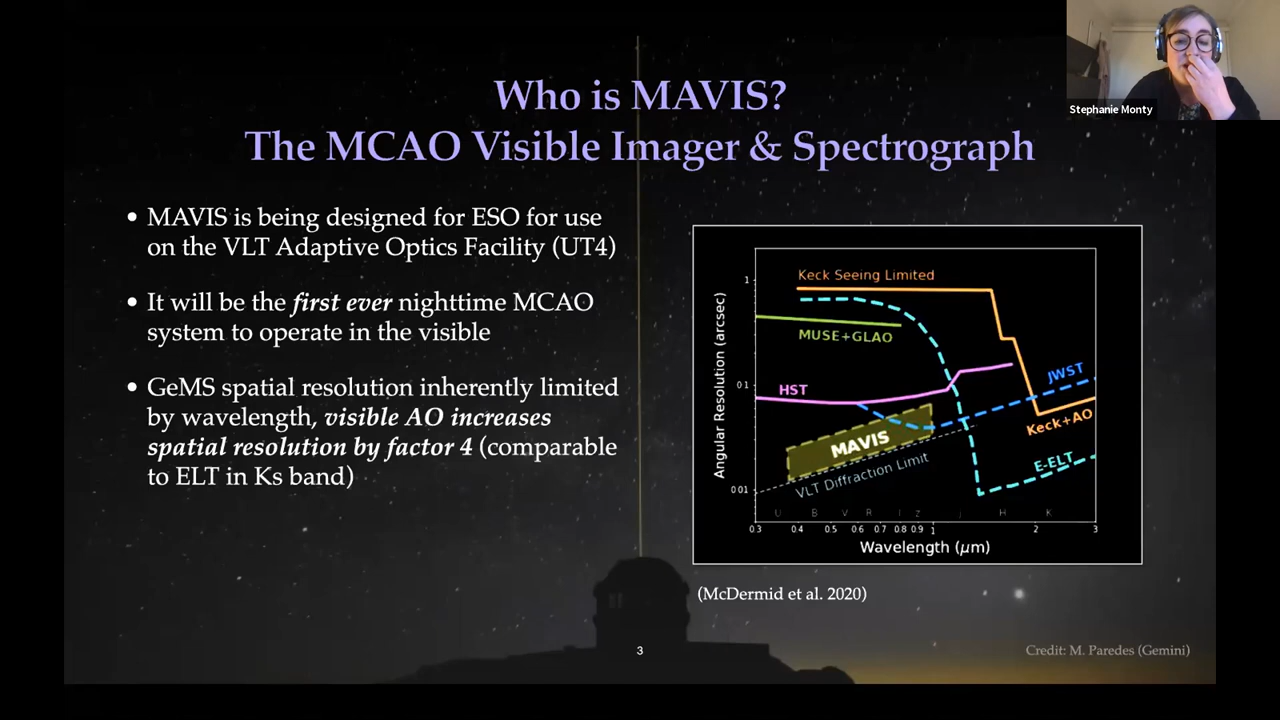 Stephanie Monty
Who is MAVIS?
The MCAO Visible Imager & Spectrograph
• MAVIS is being designed for ESO for use
on the VLT Adaptive Optics Facility (UT4)
• It will be the first ever nighttime MCAO
system to operate in the visible
• GeMS spatial resolution inherently limited
by wavelength, visible AO increases
spatial resolution by factor 4 (comparable
to ELT in Ks band)
Angular Resolution (arcsec)
1
0.1
0.01
Keck Seeing Limited
MUSE+GLAO
HST
JWST
MAVIS
Keck+AO
VLT Diffraction Limit
E-ELT
U B V R I z J H K
0.3 0.4 0.5 0.6 0.7 0.8 0.9 1 2 3
Wavelength (μm)
(McDermid et al. 2020)
3
Credit: M. Paredes (Gemini)